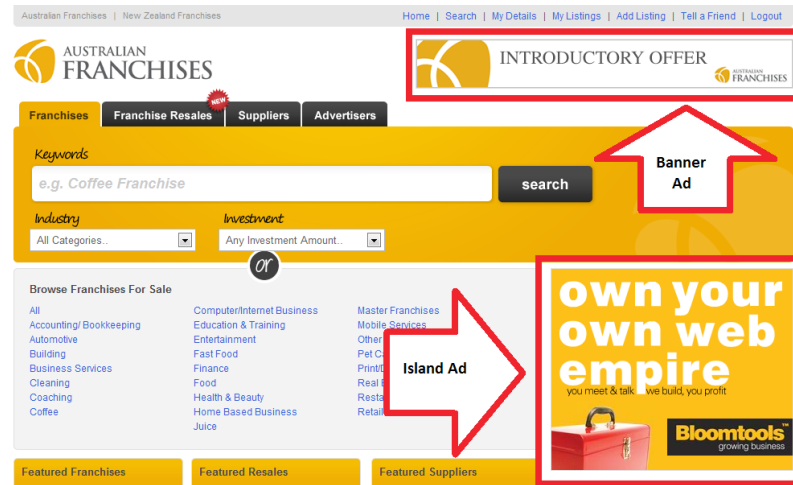 Australian Franchises | New Zealand Franchises
Home | Search | My Details | My Listings | Add Listing | Tell a Friend | Logout
AUSTRALIAN
FRANCHISES
INTRODUCTORY OFFER
AUSTRALIAN
FRANCHISES
NEW
Franchises
Franchise Resales
Suppliers
Advertisers
Banner
Ad
Keywords
e.g. Coffee Franchise
search
Industry
Investment
All Categories..
Any Investment Amount..
or
Browse Franchises For Sale
All
Accounting/ Bookkeeping
Automotive
Building
Business Services
Cleaning
Coaching
Coffee
Computer/Internet Business
Education & Training
Entertainment
Fast Food
Finance
Food
Health & Beauty
Home Based Business
Juice
Master Franchises
Mobile Services
Other
Pet
Print/
Real
Island Ad
own your
own web
empire
you meet & talk we build, you profit
Bloomtools™
growing business
Featured Franchises
Featured Resales
Featured Suppliers